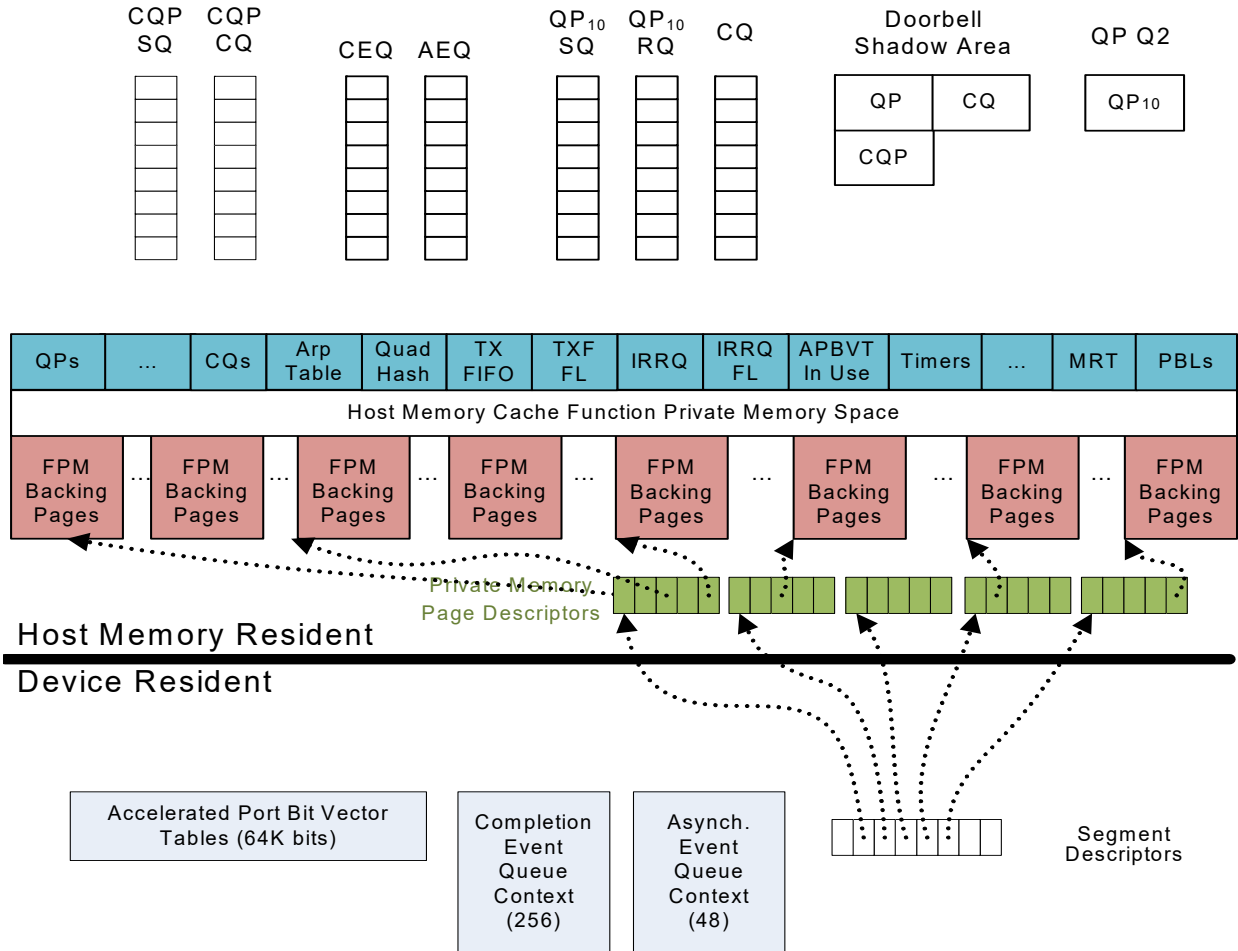 CQP
SQ
CQP
CQ
CEQ
AEQ
QP10
SQ
QP10
RQ
CQ
Doorbell
Shadow Area
QP
CQ
CQP
QP Q2
QP10
QPs
...
CQs
Arp
Table
Quad
Hash
TX
FIFO
TXF
FL
IRRQ
IRRQ
FL
APBVT
In Use
Timers
...
MRT
PBLs
Host Memory Cache Function Private Memory Space
FPM
Backing
Pages
...
FPM
Backing
Pages
...
FPM
Backing
Pages
...
FPM
Backing
Pages
...
FPM
Backing
Pages
...
FPM
Backing
Pages
...
FPM
Backing
Pages
...
FPM
Backing
Pages
Private Memory
Page Descriptors
Host Memory Resident
Device Resident
Accelerated Port Bit Vector
Tables (64K bits)
Completion
Event
Queue
Context
(256)
Asynch.
Event
Queue
Context
(48)
Segment
Descriptors